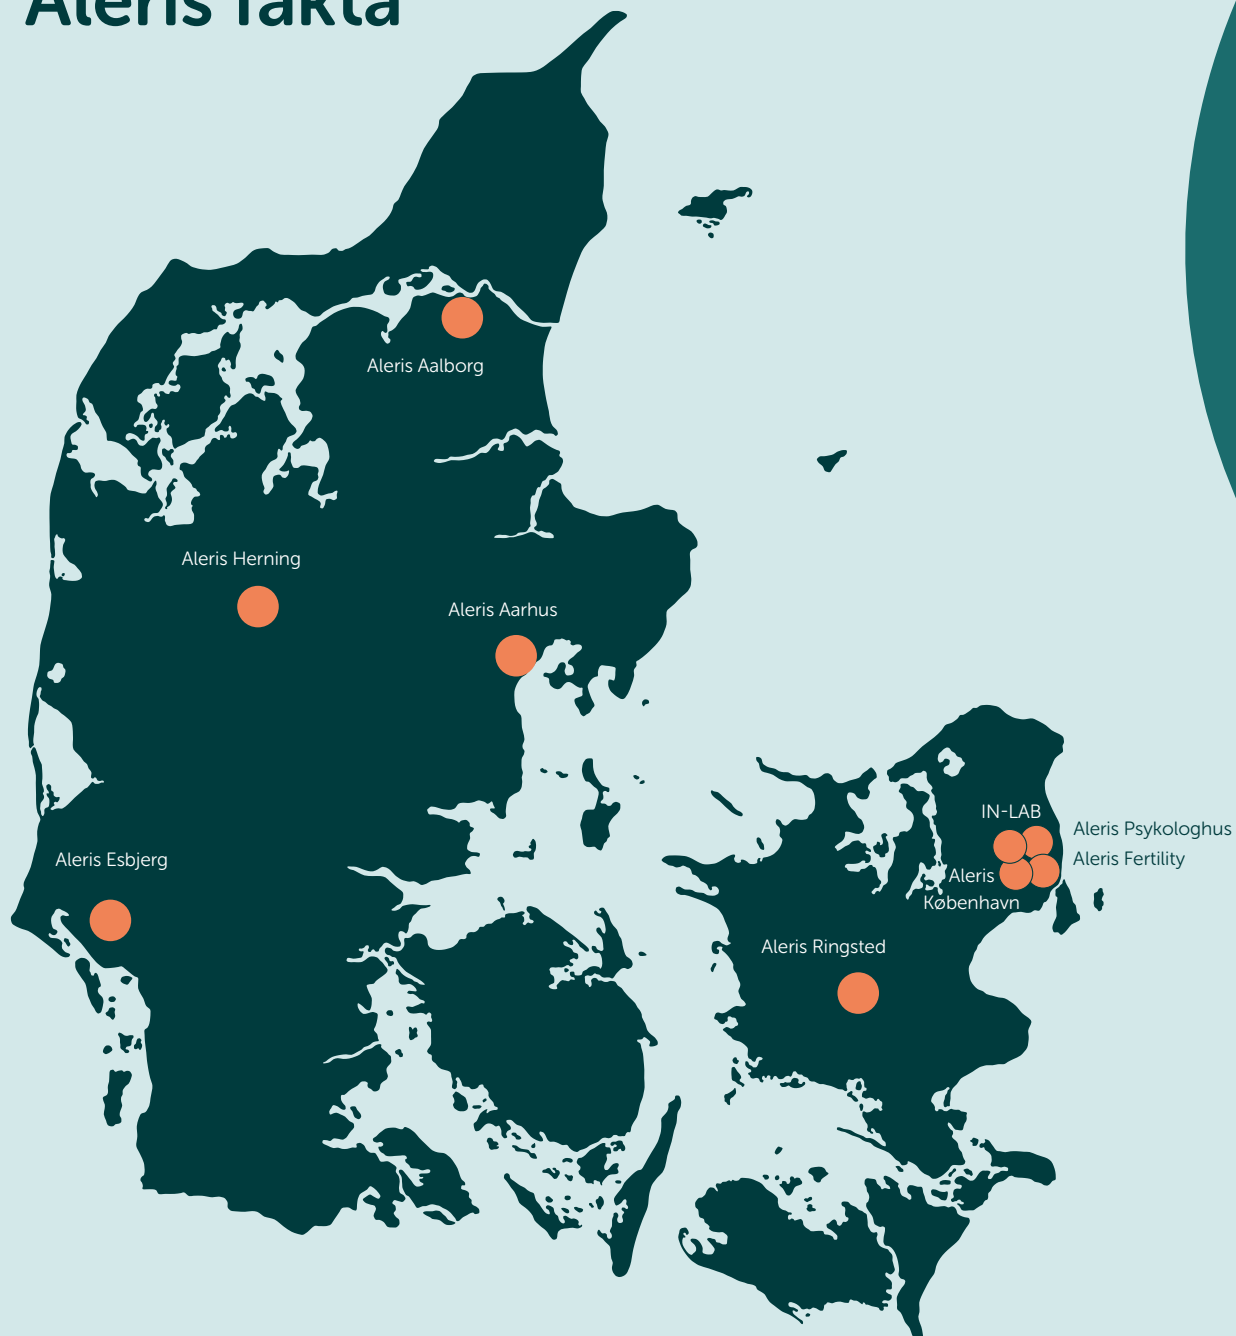 Aleris fakta
Aleris Aalborg
Aleris Herning
Aleris Aarhus
IN-LAB
Aleris Psykologhus
Aleris Esbjerg
Aleris Fertility
Aleris
København
Aleris Ringsted